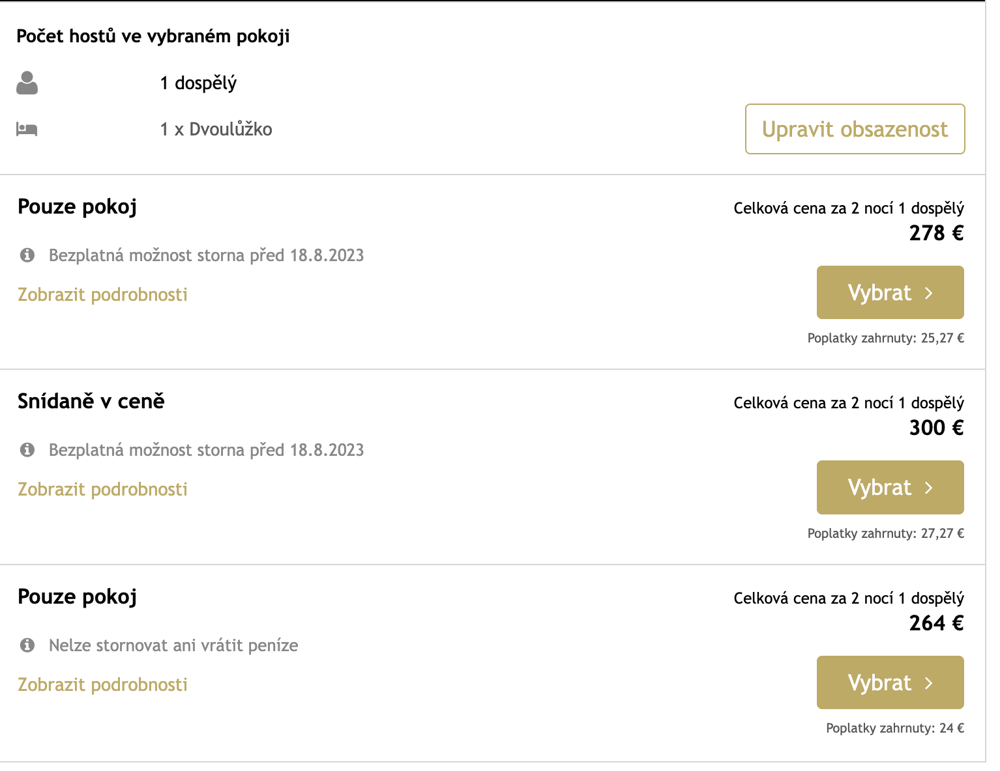 Počet hostů ve vybraném pokoji
1 dospělý
1 x Dvoulůžko
Upravit obsazenost
Pouze pokoj
Celková cena za 2 nocí 1 dospělý
278 €
Bezplatná možnost storna před 18.8.2023
Zobrazit podrobnosti
Vybrat
Poplatky zahrnuty: 25,27 €
Snídaně v ceně
Celková cena za 2 nocí 1 dospělý
300 €
Bezplatná možnost storna před 18.8.2023
Zobrazit podrobnosti
Vybrat
Poplatky zahrnuty: 27,27 €
Pouze pokoj
Celková cena za 2 nocí 1 dospělý
264 €
Nelze stornovat ani vrátit peníze
Zobrazit podrobnosti
Vybrat
Poplatky zahrnuty: 24 €